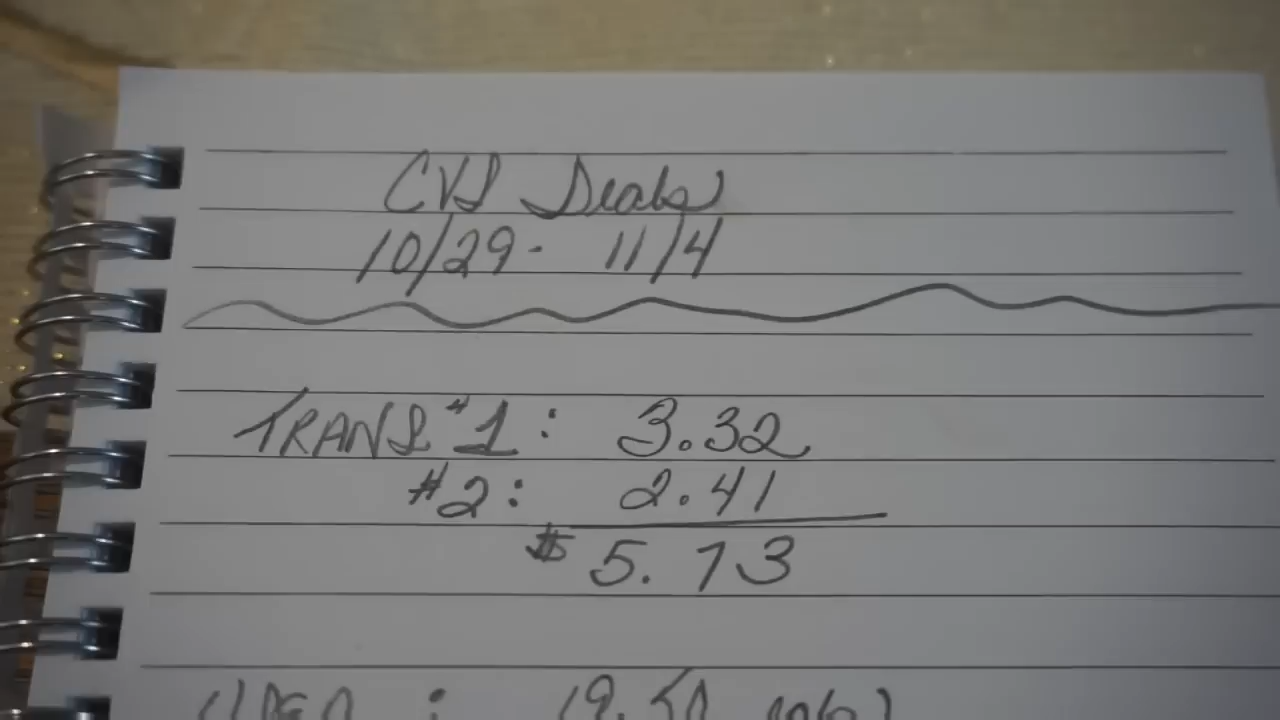 CVS Deals
10/29 - 11/4
TRANS #1: 3.32
#2: 2.41
$5.73